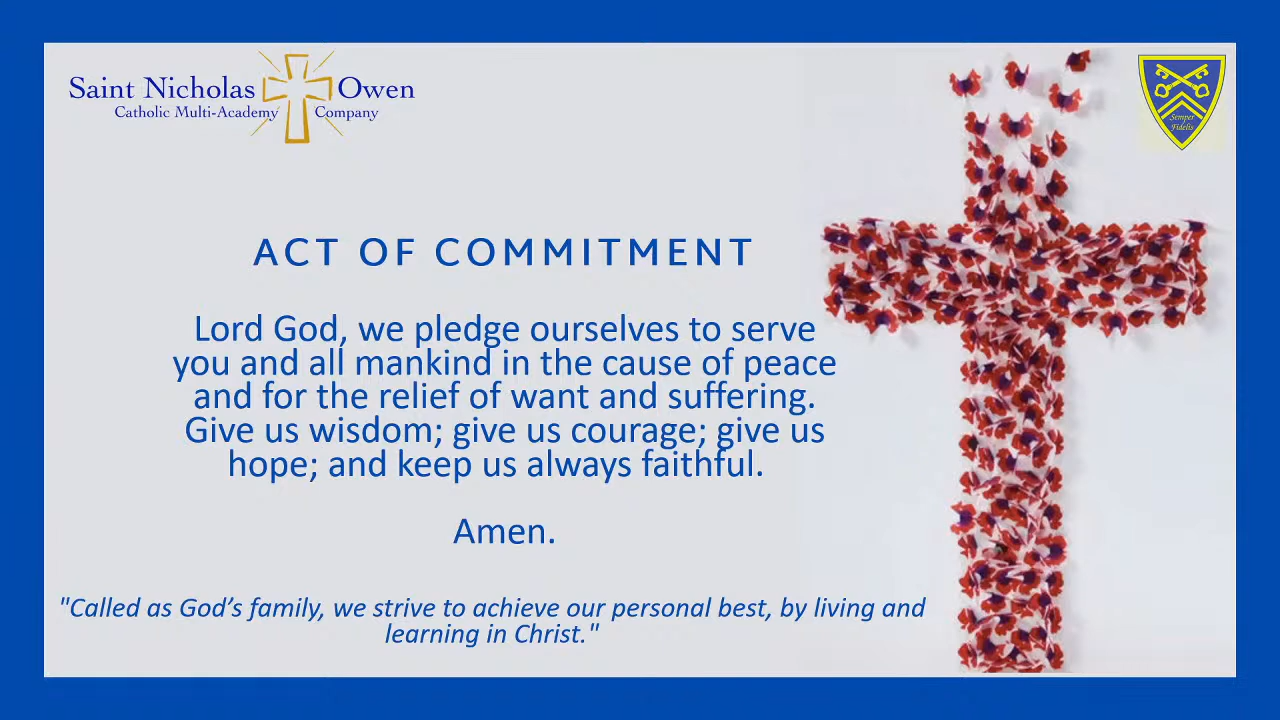 Saint Nicholas Owen
Catholic Multi-Academy Company
Semper
Fidelis
ACT OF COMMITMENT
Lord God, we pledge ourselves to serve
you and all mankind in the cause of peace
and for the relief of want and suffering.
Give us wisdom; give us courage; give us
hope; and keep us always faithful.
Amen.
"Called as God’s family, we strive to achieve our personal best, by living and
learning in Christ."